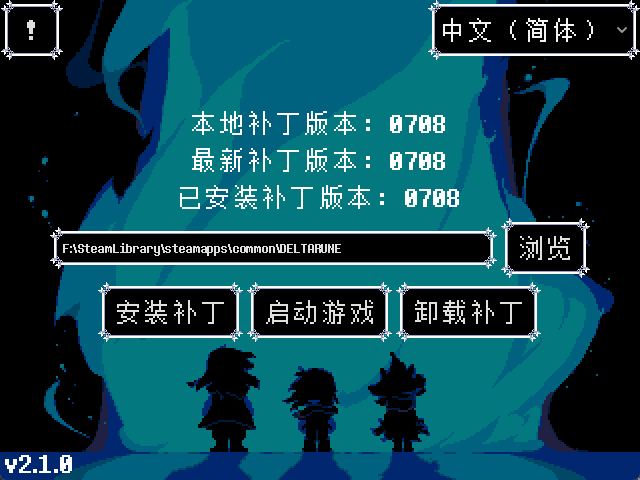 !
中文（简体）
本地补丁版本：0708
最新补丁版本：0708
已安装补丁版本：0708
F:\SteamLibrary\steamapps\common\DELTARUNE
浏览
安装补丁
启动游戏
卸载补丁
v2.1.0